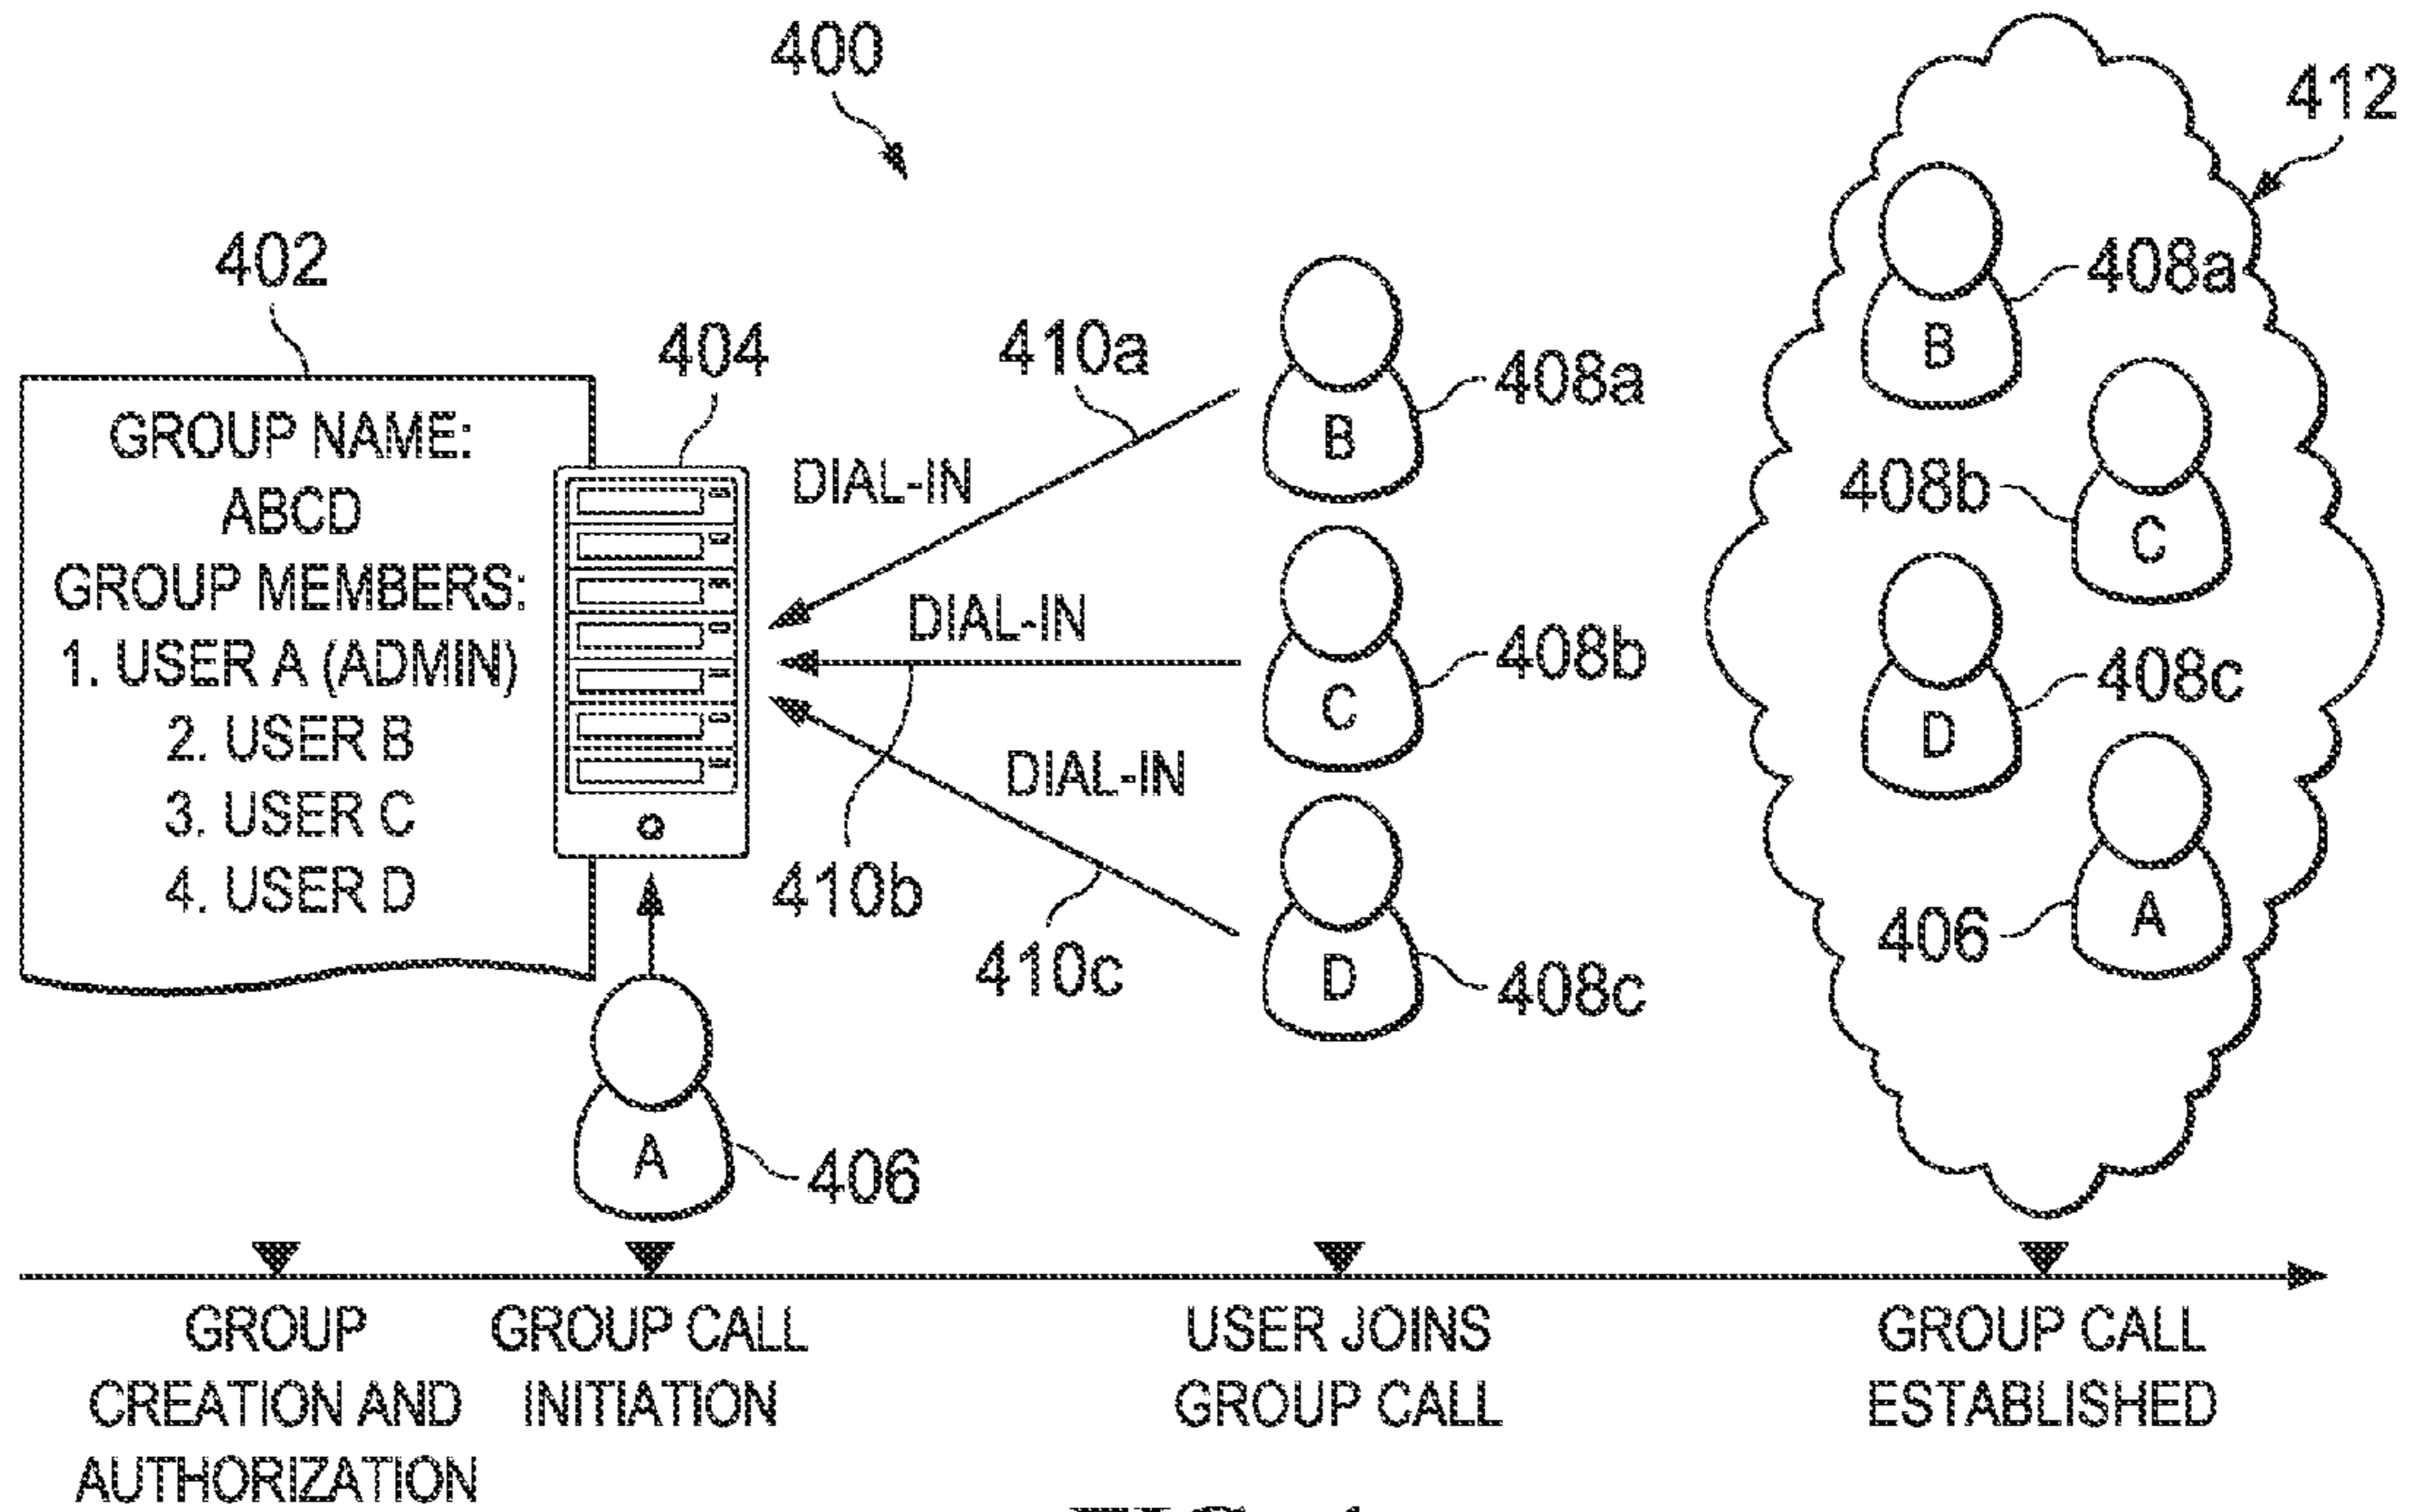 400
412
402
404
410a
408a
408a
GROUP NAME:
ABCD
GROUP MEMBERS:
1. USER A (ADMIN)
2. USER B
3. USER C
4. USER D
DIAL-IN
DIAL-IN
DIAL-IN
B
C
D
B
C
D
A
408b
408b
408c
408c
410b
410c
406
A
406
GROUP
CREATION AND
AUTHORIZATION
GROUP CALL
INITIATION
USER JOINS
GROUP CALL
GROUP CALL
ESTABLISHED